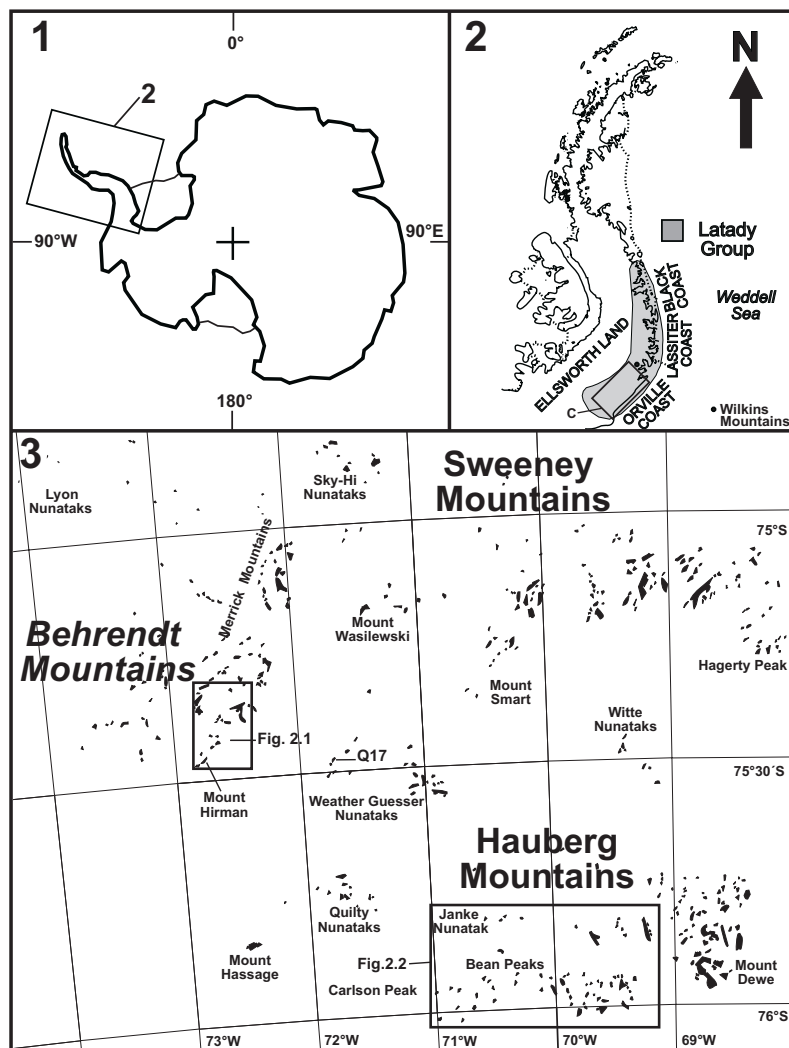 1
0°
2
90°W
90°E
180°
2
N
Latady
Group
Weddell
Sea
BLACK
COAST
LASSITER
COAST
ELLSWORTH LAND
ORVILLE
COAST
C
Wilkins
Mountains
3
Lyon
Nunataks
Sky-Hi
Nunataks
Sweeney
Mountains
75°S
Merrick Mountains
Behrendt
Mountains
Mount
Wasilewski
Hagerty Peak
Mount
Smart
Witte
Nunataks
Fig. 2.1
Q17
75°30´S
Mount
Hirman
Weather Guesser
Nunataks
Hauberg
Mountains
Quilty
Nunataks
Janke
Nunatak
Mount
Hassage
Fig.2.2
Bean Peaks
Carlson Peak
Mount
Dewe
76°S
73°W
72°W
71°W
70°W
69°W